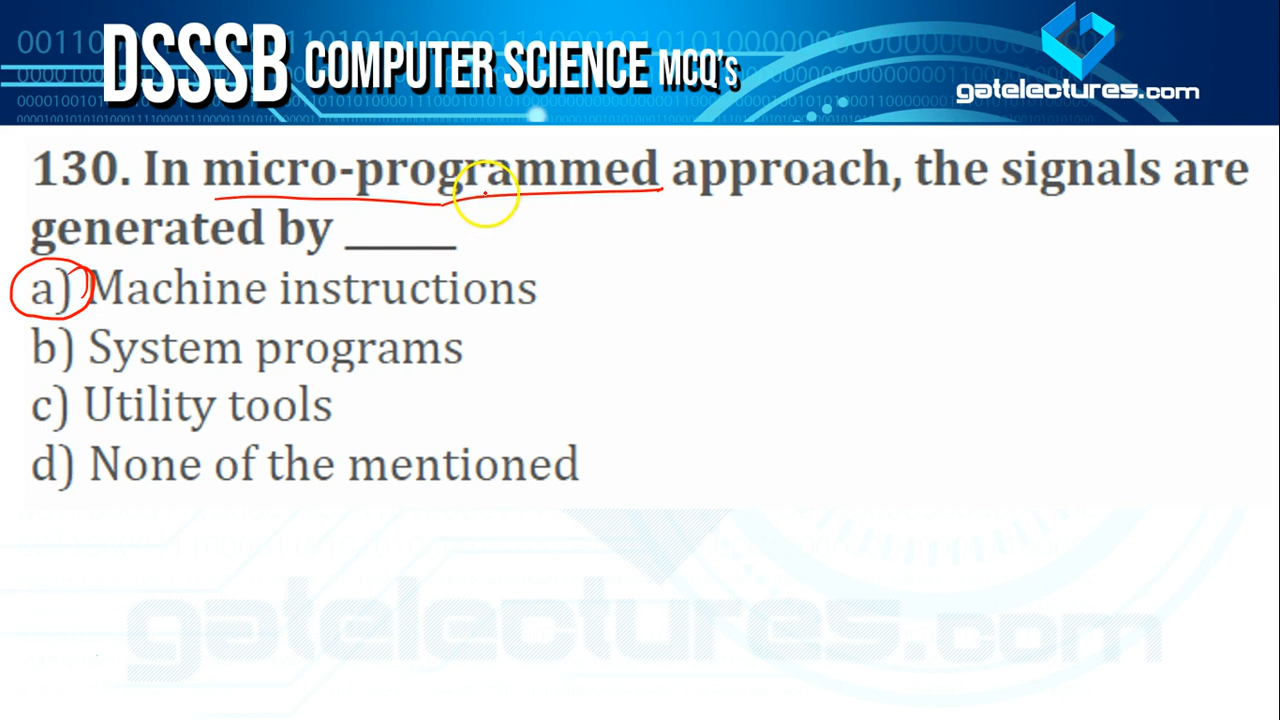 DSSSB COMPUTER SCIENCE MCQ's
gatelectures.com
130. In micro-programmed approach, the signals are
generated by _____
a) Machine instructions
b) System programs
c) Utility tools
d) None of the mentioned
gatelectures.com